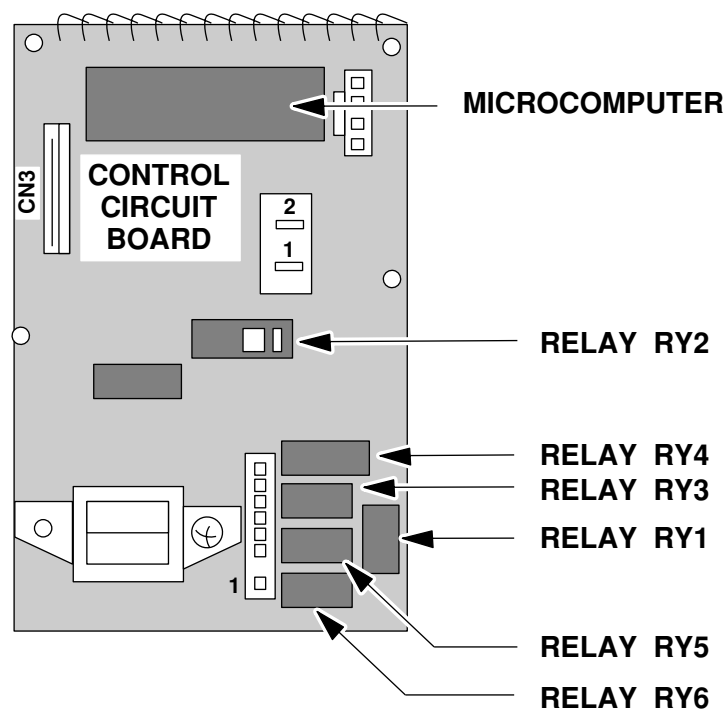 MICROCOMPUTER
CN3
CONTROL
CIRCUIT
BOARD
2
1
RELAY RY2
RELAY RY4
RELAY RY3
RELAY RY1
1
RELAY RY5
RELAY RY6